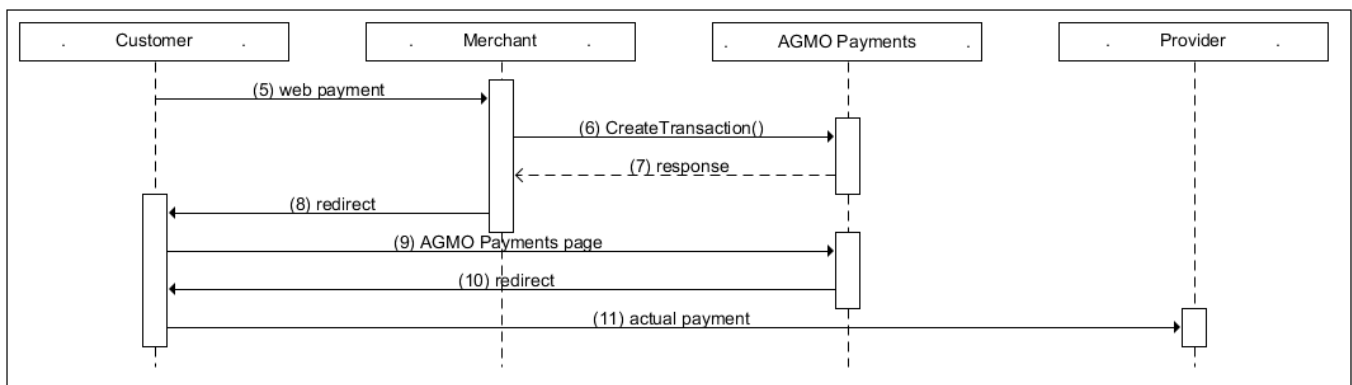 . Customer .
. Merchant .
. AGMO Payments .
. Provider .
(5) web payment
(6) CreateTransaction()
(7) response
(8) redirect
(9) AGMO Payments page
(10) redirect
(11) actual payment